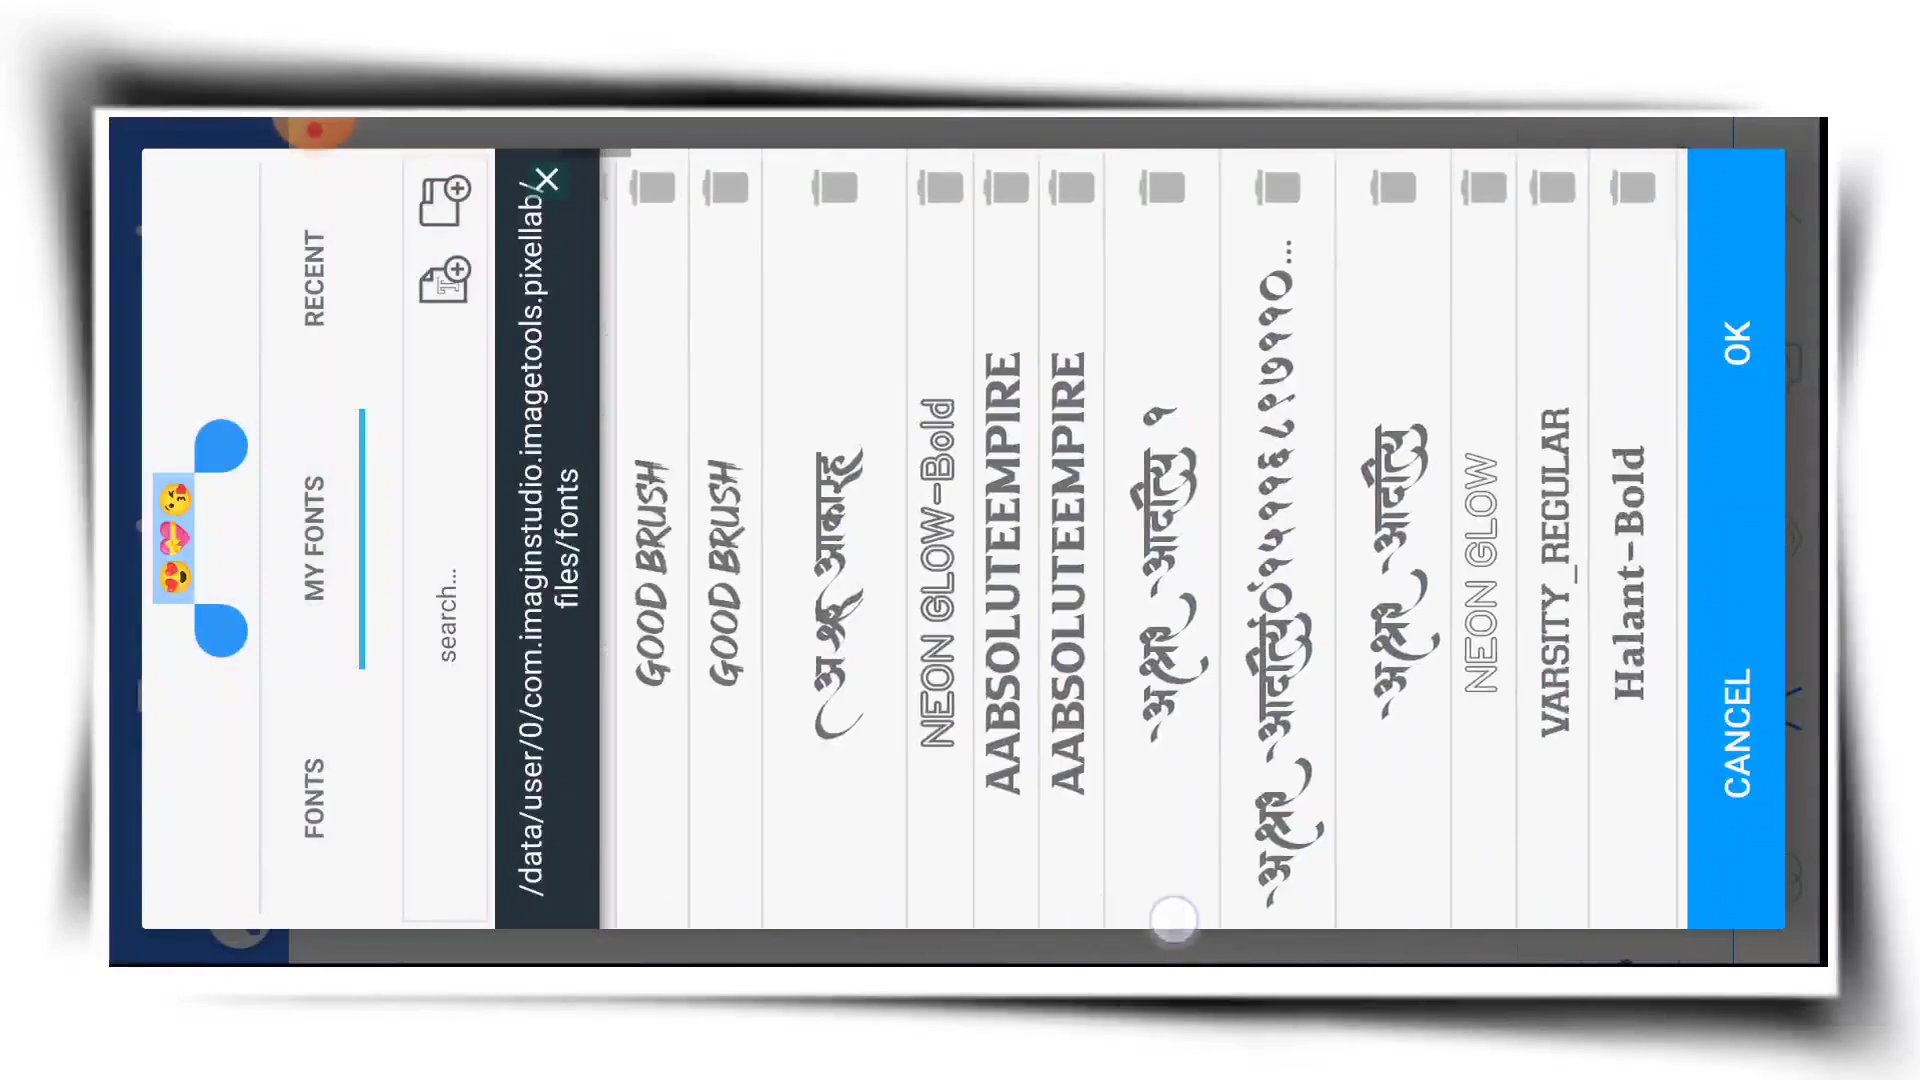 😍💝😘
FONTS
MY FONTS
RECENT
search...
/data/user/0/com.imaginstudio.imagetools.pixellab/
files/fonts
GOOD BRUSH
GOOD BRUSH
NEON GLOW-Bold
AABSOLUTEEMPIRE
AABSOLUTEEMPIRE
NEON GLOW
VARSITY_REGULAR
Halant-Bold
CANCEL
OK